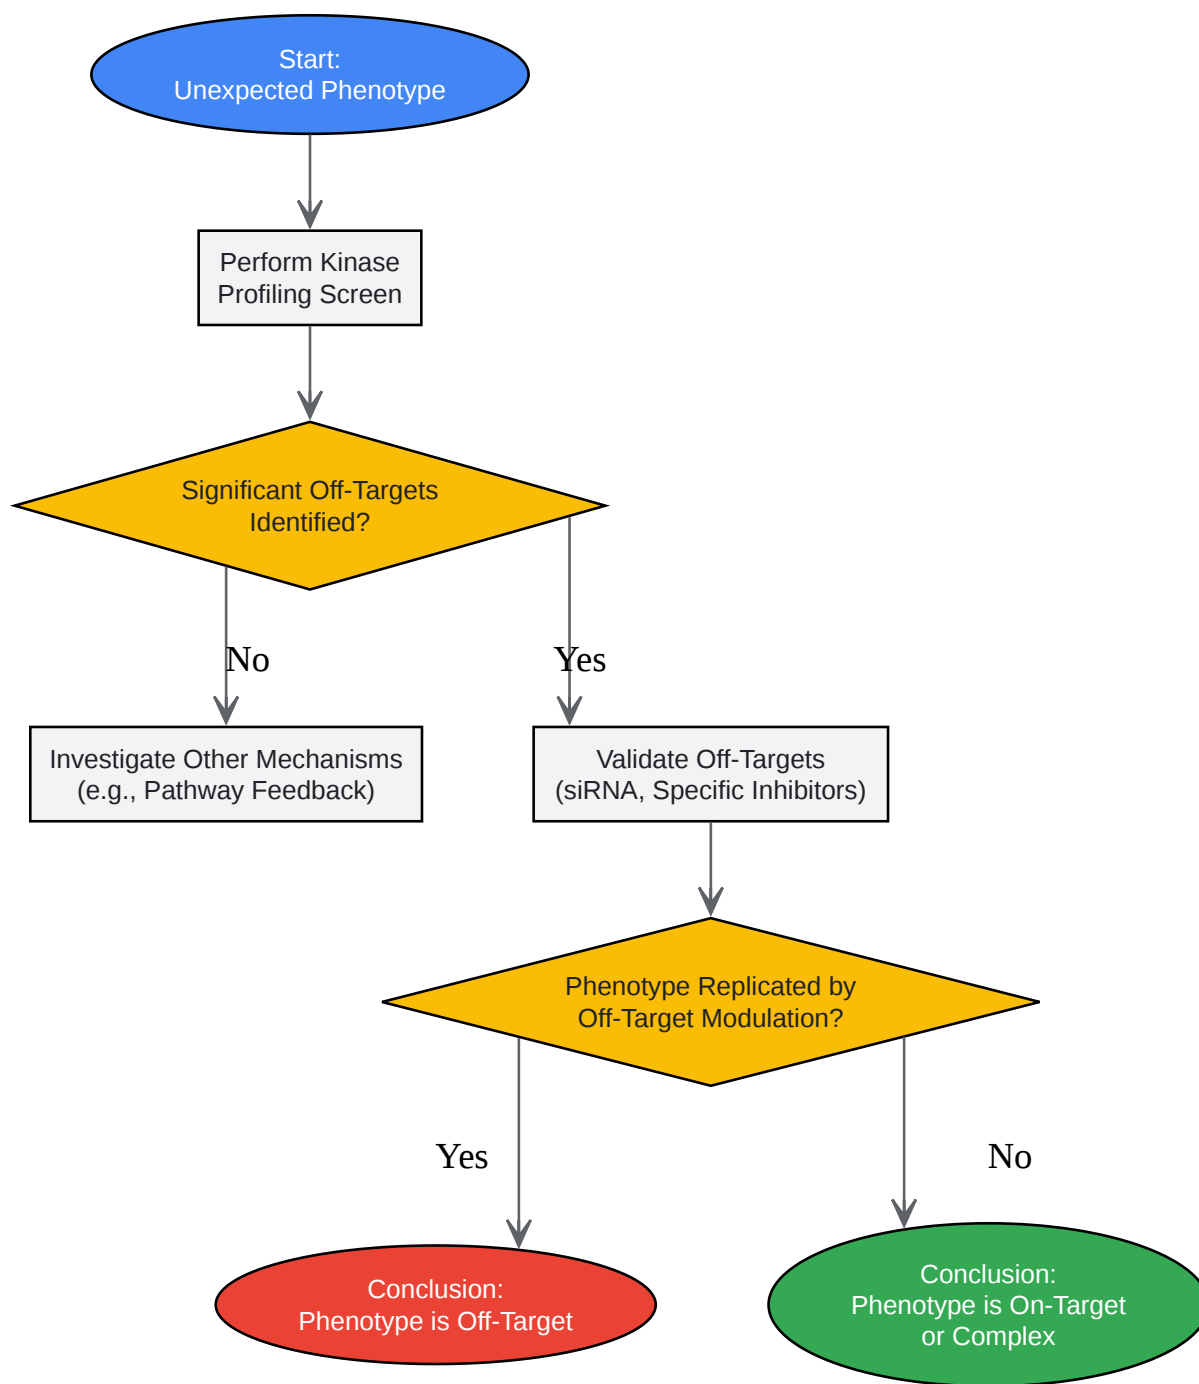 Start:
Unexpected Phenotype
Perform Kinase
Profiling Screen
Significant Off-Targets
Identified?
No
Yes
Investigate Other Mechanisms
(e.g., Pathway Feedback)
Validate Off-Targets
(siRNA, Specific Inhibitors)
Phenotype Replicated by
Off-Target Modulation?
Yes
No
Conclusion:
Phenotype is Off-Target
Conclusion:
Phenotype is On-Target
or Complex